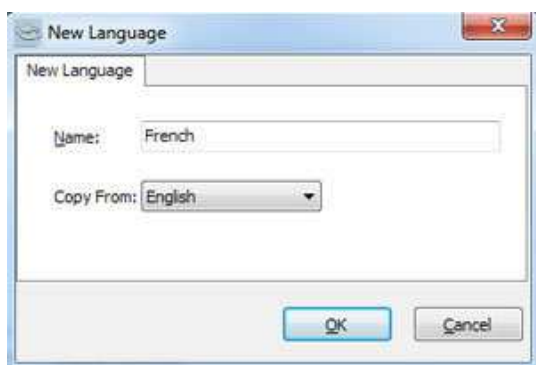 New Language
New Language
Name: French
Copy From: English
OK Cancel